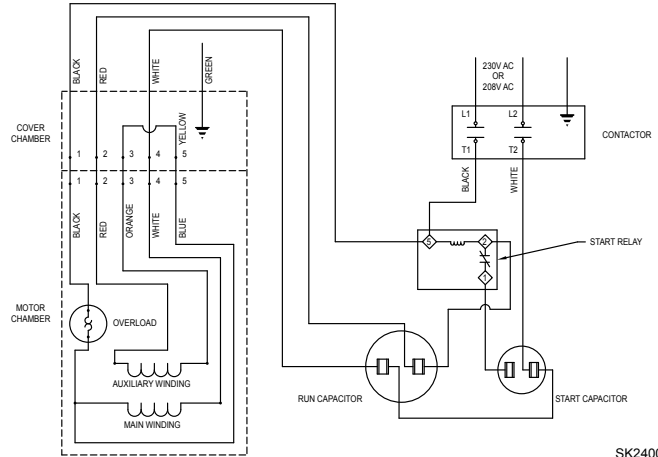 BLACK
RED
WHITE
GREEN
230V AC
OR
208V AC
L1
L2
COVER
CHAMBER
YELLOW
CONTACTOR
T1
T2
1 2 3 4 5
1 2 3 4 5
BLACK
WHITE
BLACK
RED
ORANGE
WHITE
BLUE
5
2
1
START RELAY
MOTOR
CHAMBER
OVERLOAD
AUXILIARY WINDING
MAIN WINDING
RUN CAPACITOR
START CAPACITOR
SK2400